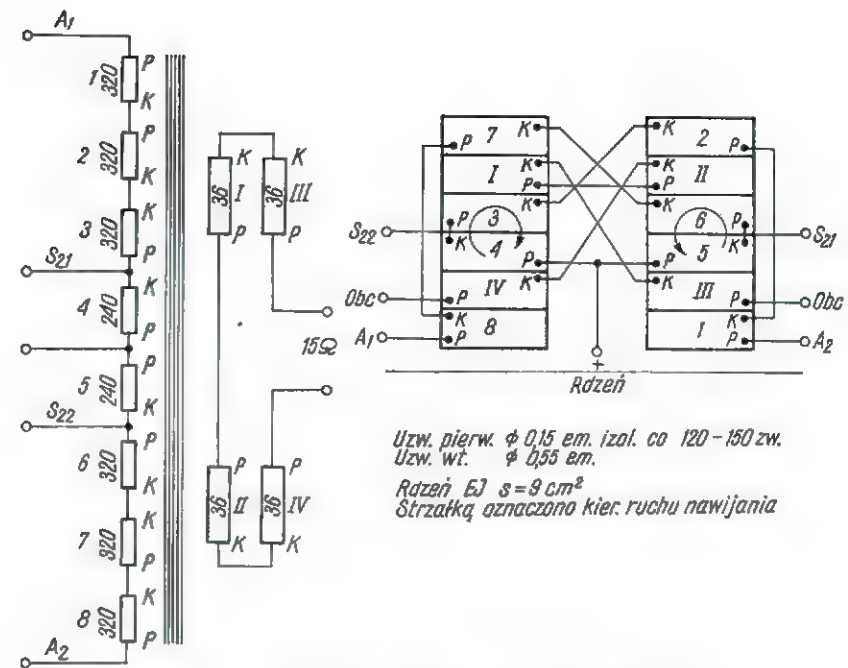 A1
1 320 P K
2 320 P K
3 320 K P
S21
4 240 K P
5 240 P K
S22
6 320 P K
7 320 K P
8 320 K P
A2
K K
36 I 36 III
P P
15Ω
P P
36 II 36 IV
K K
7 K K 2
P P
I K K II
P P
K K
S22 P 3 6 P S21
K 4 5 K
P P
K K
Obc P IV III P Obc
K K
A1 P 8 1 P A2
+
Rdzeń
Uzw. pierw. ϕ 0,15 em. izol. co 120-150 zw.
Uzw. wt. ϕ 0,55 em.
Rdzeń EJ s=9 cm²
Strzałką oznaczono kier. ruchu nawijania